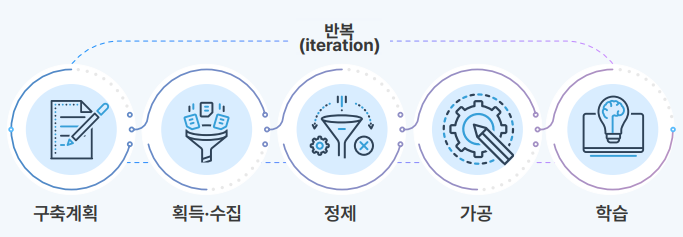 반복
(iteration)
구축계획
획득·수집
정제
가공
학습